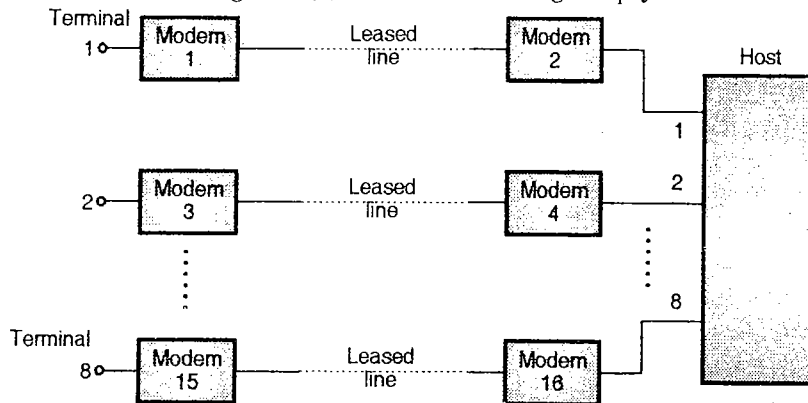 Terminal
1
Modem
1
Leased
line
Modem
2
Host
1
2
Modem
3
Leased
line
Modem
4
2
8
Terminal
8
Modem
15
Leased
line
Modem
16